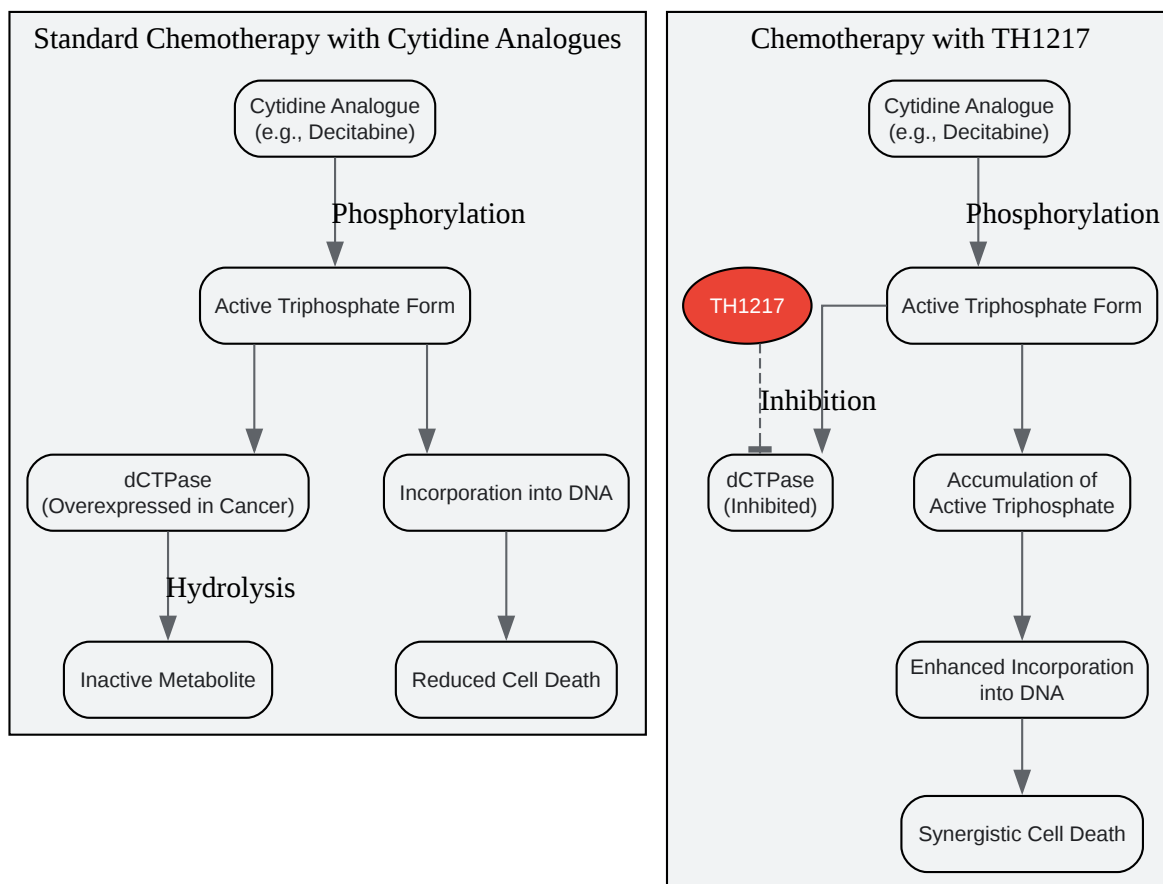 Standard Chemotherapy with Cytidine Analogues
Cytidine Analogue
(e.g., Decitabine)
Phosphorylation
Active Triphosphate Form
dCTPase
(Overexpressed in Cancer)
Incorporation into DNA
Hydrolysis
Inactive Metabolite
Reduced Cell Death
Chemotherapy with TH1217
Cytidine Analogue
(e.g., Decitabine)
Phosphorylation
TH1217
Active Triphosphate Form
Inhibition
dCTPase
(Inhibited)
Accumulation of
Active Triphosphate
Enhanced Incorporation
into DNA
Synergistic Cell Death